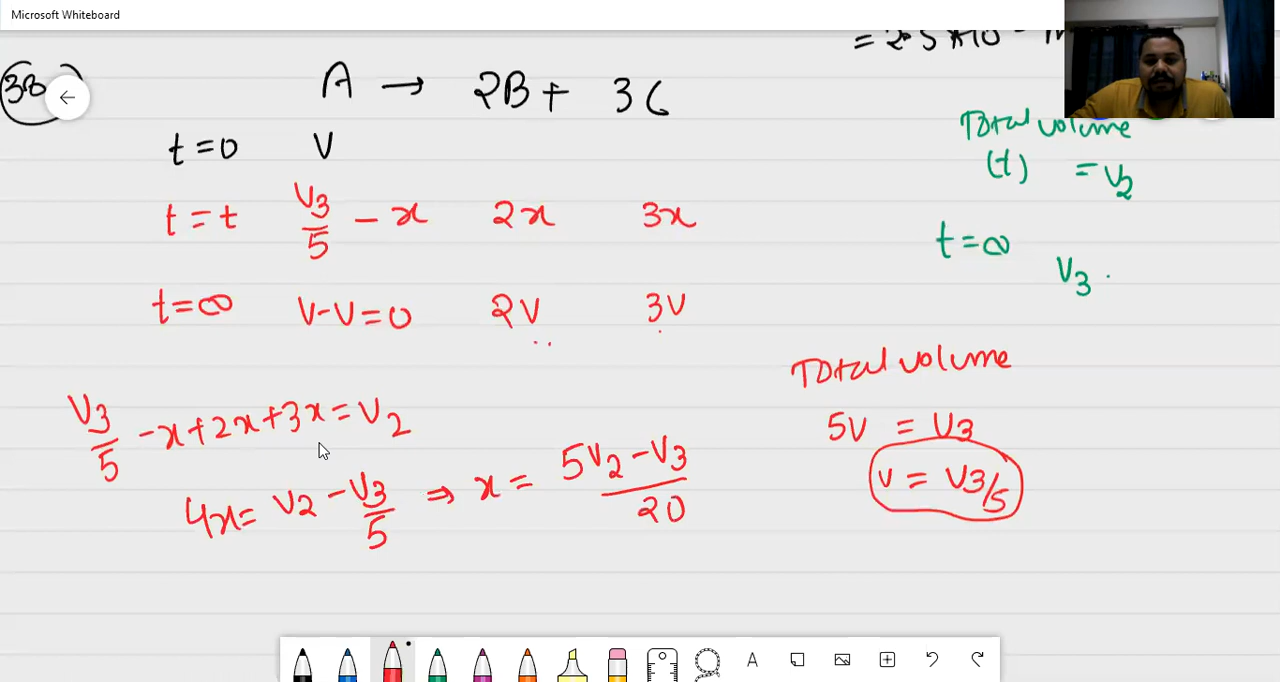 Microsoft Whiteboard
38
A → 2B + 3C
t = 0 V
t = t V3/5 - x 2x 3x
t = ∞ V-V=0 2V 3V
V3/5 -x+2x+3x = V2
4x = V2 - V3/5 ⇒ x = 5V2-V3/20
Total volume
(t) = V2
t = ∞
V3
Total volume
5V = V3
V = V3/5
A